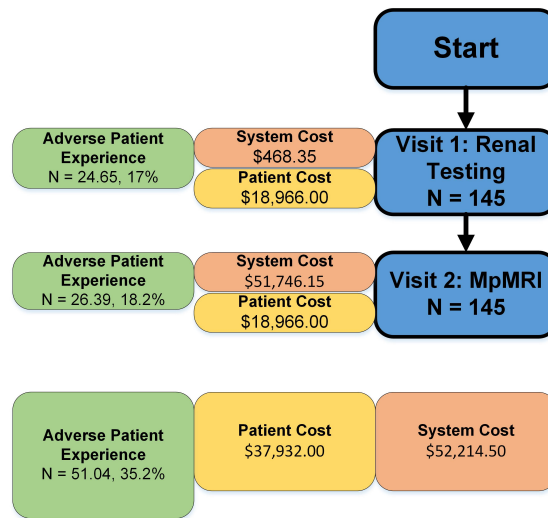 Start
Adverse Patient
Experience
N = 24.65, 17%
System Cost
$468.35
Patient Cost
$18,966.00
Visit 1: Renal
Testing
N = 145
Adverse Patient
Experience
N = 26.39, 18.2%
System Cost
$51,746.15
Patient Cost
$18,966.00
Visit 2: MpMRI
N = 145
Adverse Patient
Experience
N = 51.04, 35.2%
Patient Cost
$37,932.00
System Cost
$52,214.50